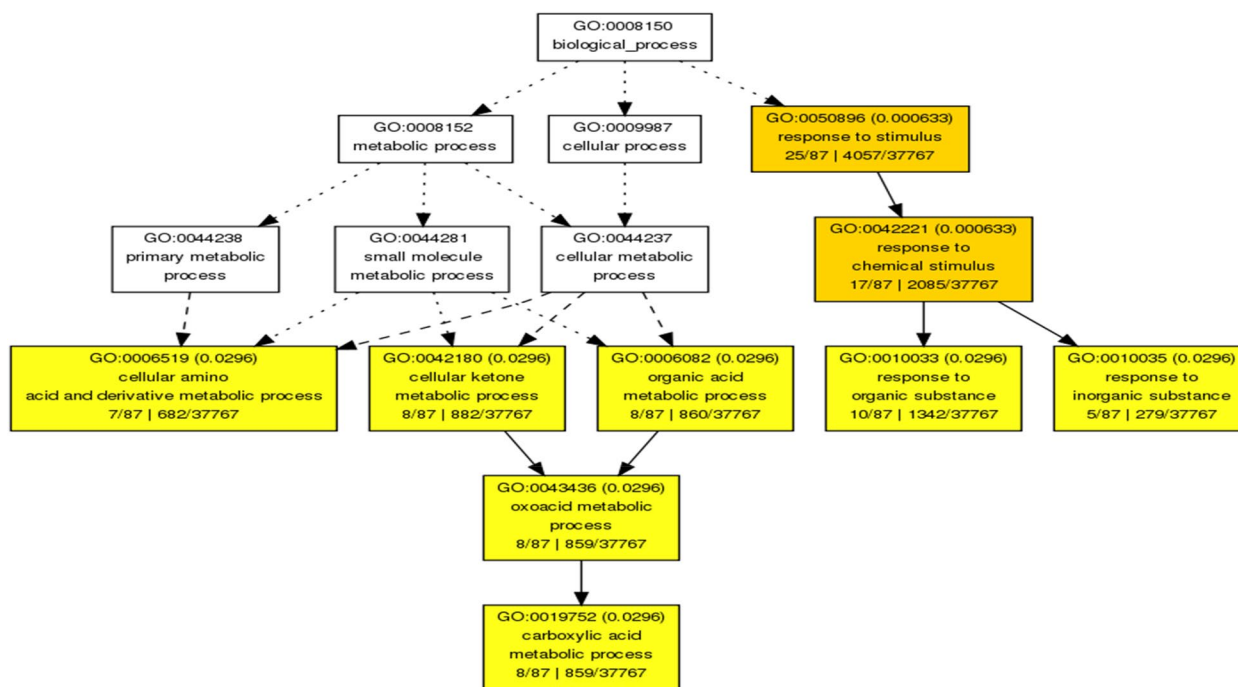 GO:0008150
biological_process
GO:0008152
metabolic process
GO:0009987
cellular process
GO:0050896 (0.000633)
response to stimulus
25/87 | 4057/37767
GO:0044238
primary metabolic
process
GO:0044281
small molecule
metabolic process
GO:0044237
cellular metabolic
process
GO:0042221 (0.000633)
response to
chemical stimulus
17/87 | 2085/37767
GO:0006519 (0.0296)
cellular amino
acid and derivative metabolic process
7/87 | 682/37767
GO:0042180 (0.0296)
cellular ketone
metabolic process
8/87 | 882/37767
GO:0006082 (0.0296)
organic acid
metabolic process
8/87 | 860/37767
GO:0010033 (0.0296)
response to
organic substance
10/87 | 1342/37767
GO:0010035 (0.0296)
response to
inorganic substance
5/87 | 279/37767
GO:0043436 (0.0296)
oxoacid metabolic
process
8/87 | 859/37767
GO:0019752 (0.0296)
carboxylic acid
metabolic process
8/87 | 859/37767